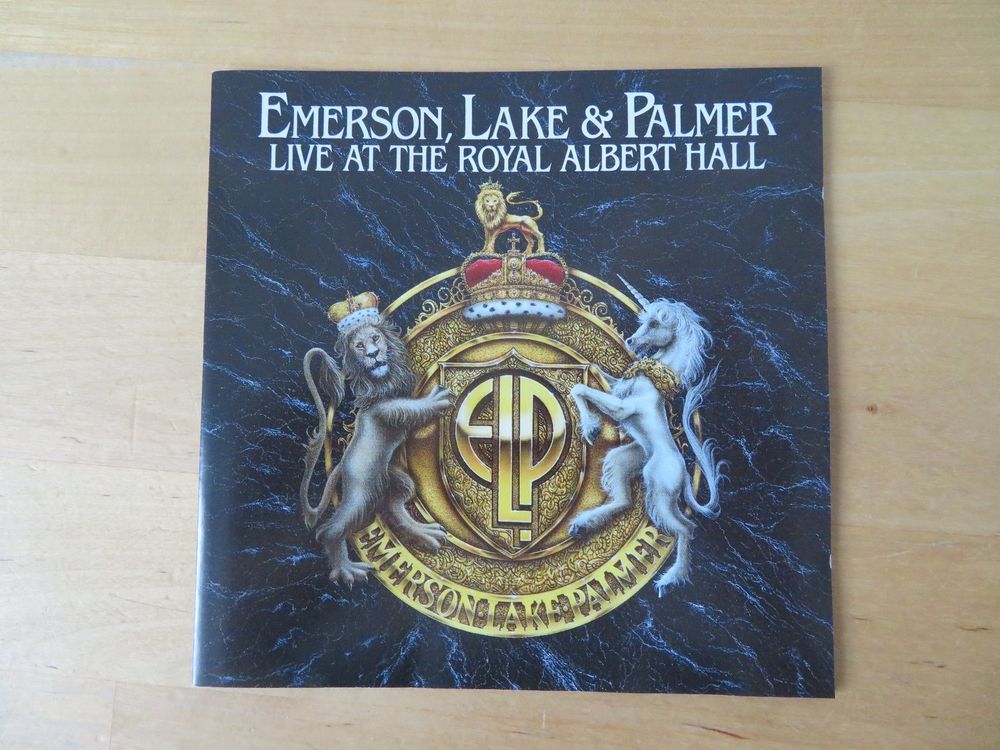 EMERSON, LAKE & PALMER
LIVE AT THE ROYAL ALBERT HALL
ELP.
EMERSON·LAKE·PALMER